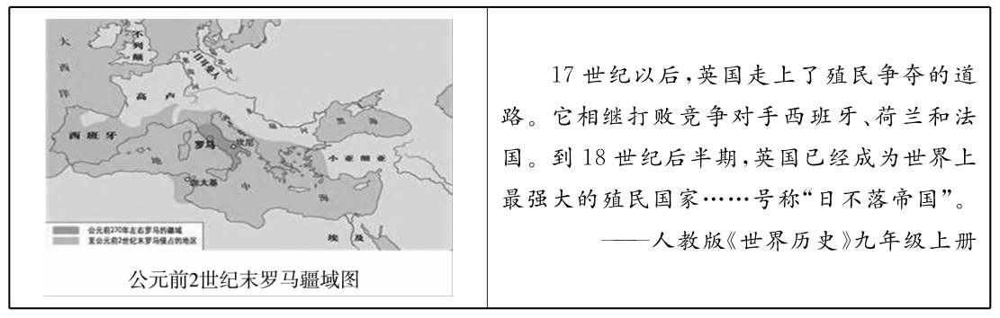 大西洋
不列颠
日耳曼人
高卢
黑海
西班牙
罗马
坎尼
小亚细亚
地中海
迦太基
埃及
公元前270年左右罗马的疆域
至公元前2世纪末罗马侵占的地区
公元前2世纪末罗马疆域图
17 世纪以后，英国走上了殖民争夺的道
路。它相继打败竞争对手西班牙、荷兰和法
国。到 18 世纪后半期，英国已经成为世界上
最强大的殖民国家……号称“日不落帝国”。
——人教版《世界历史》九年级上册